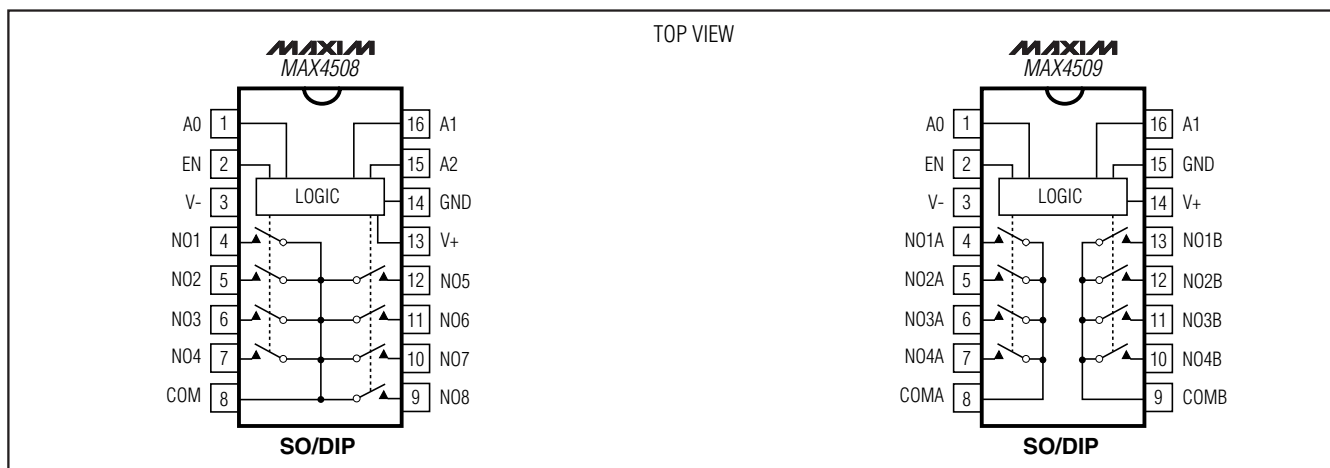 TOP VIEW
MAXIM
MAX4508
A0 1
16 A1
EN 2
15 A2
LOGIC
V- 3
14 GND
NO1 4
13 V+
NO2 5
12 NO5
NO3 6
11 NO6
NO4 7
10 NO7
COM 8
9 NO8
SO/DIP
MAXIM
MAX4509
A0 1
16 A1
EN 2
15 GND
LOGIC
V- 3
14 V+
NO1A 4
13 NO1B
NO2A 5
12 NO2B
NO3A 6
11 NO3B
NO4A 7
10 NO4B
COMA 8
9 COMB
SO/DIP